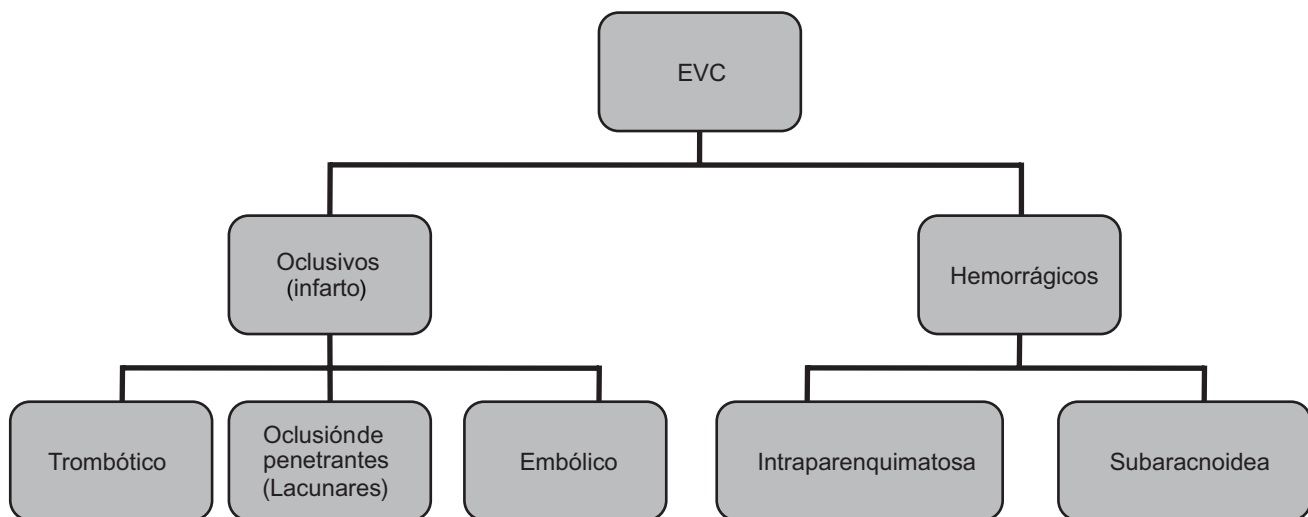 EVC
Oclusivos
(infarto)
Hemorrágicos
Trombótico
Oclusiónde
penetrantes
(Lacunares)
Embólico
Intraparenquimatosa
Subaracnoidea